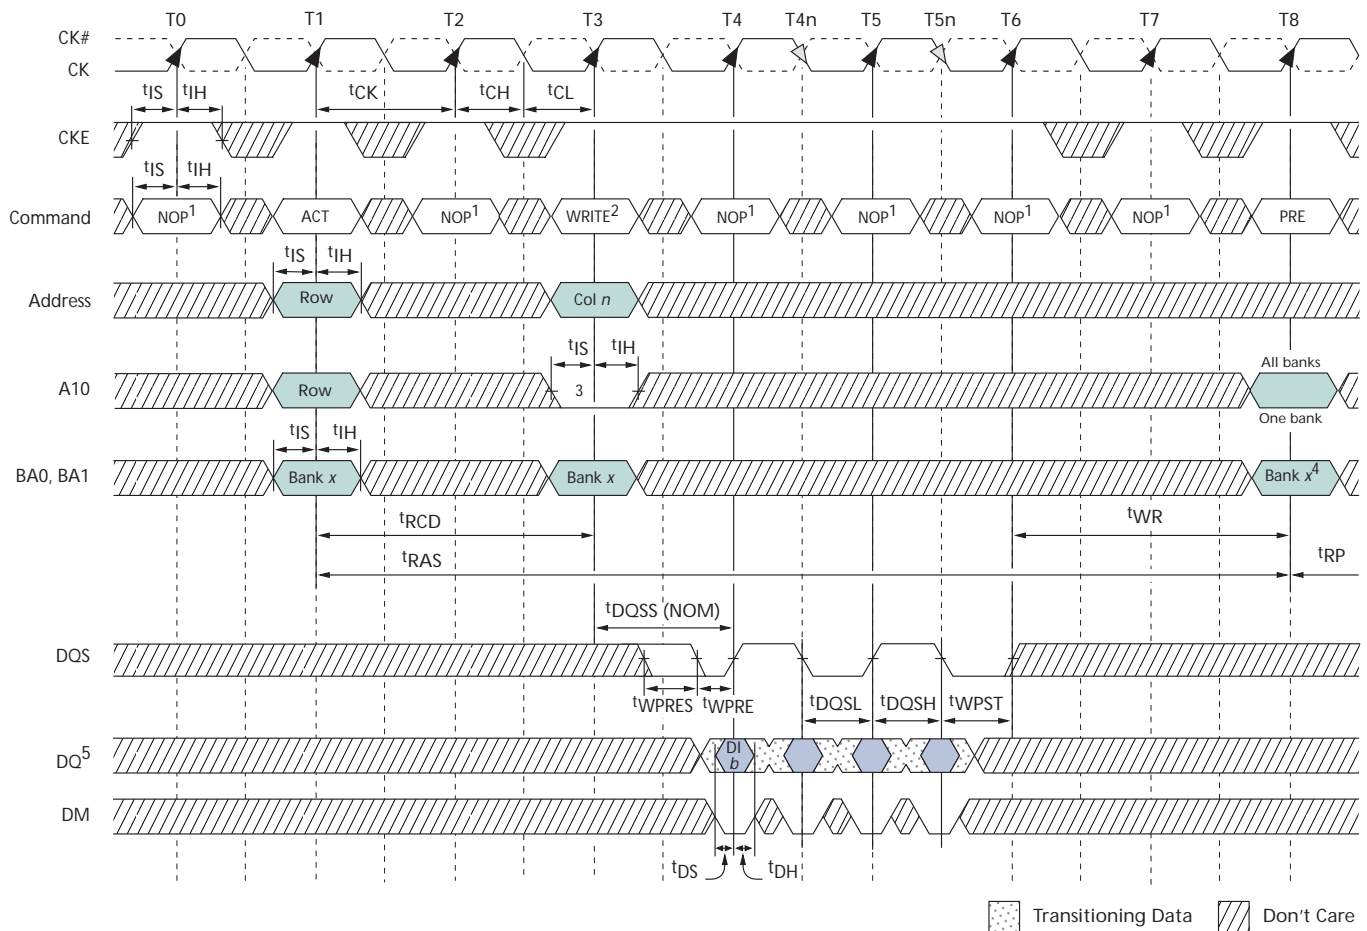 T0 T1 T2 T3 T4 T4n T5 T5n T6 T7 T8
CK#
CK
tIS tIH tCK tCH tCL
CKE
tIS tIH
Command NOP1 ACT NOP1 WRITE2 NOP1 NOP1 NOP1 NOP1 PRE
tIS tIH
Address Row Col n
tIS tIH
All banks
A10 Row 3
One bank
tIS tIH
BA0, BA1 Bank x Bank x Bank x4
tRCD tWR
tRAS tRP
tDQSS (NOM)
DQS
tWPRES tWPRE tDQSL tDQSH tWPST
DQ5 DI
b
DM
tDS tDH
Transitioning Data Don't Care